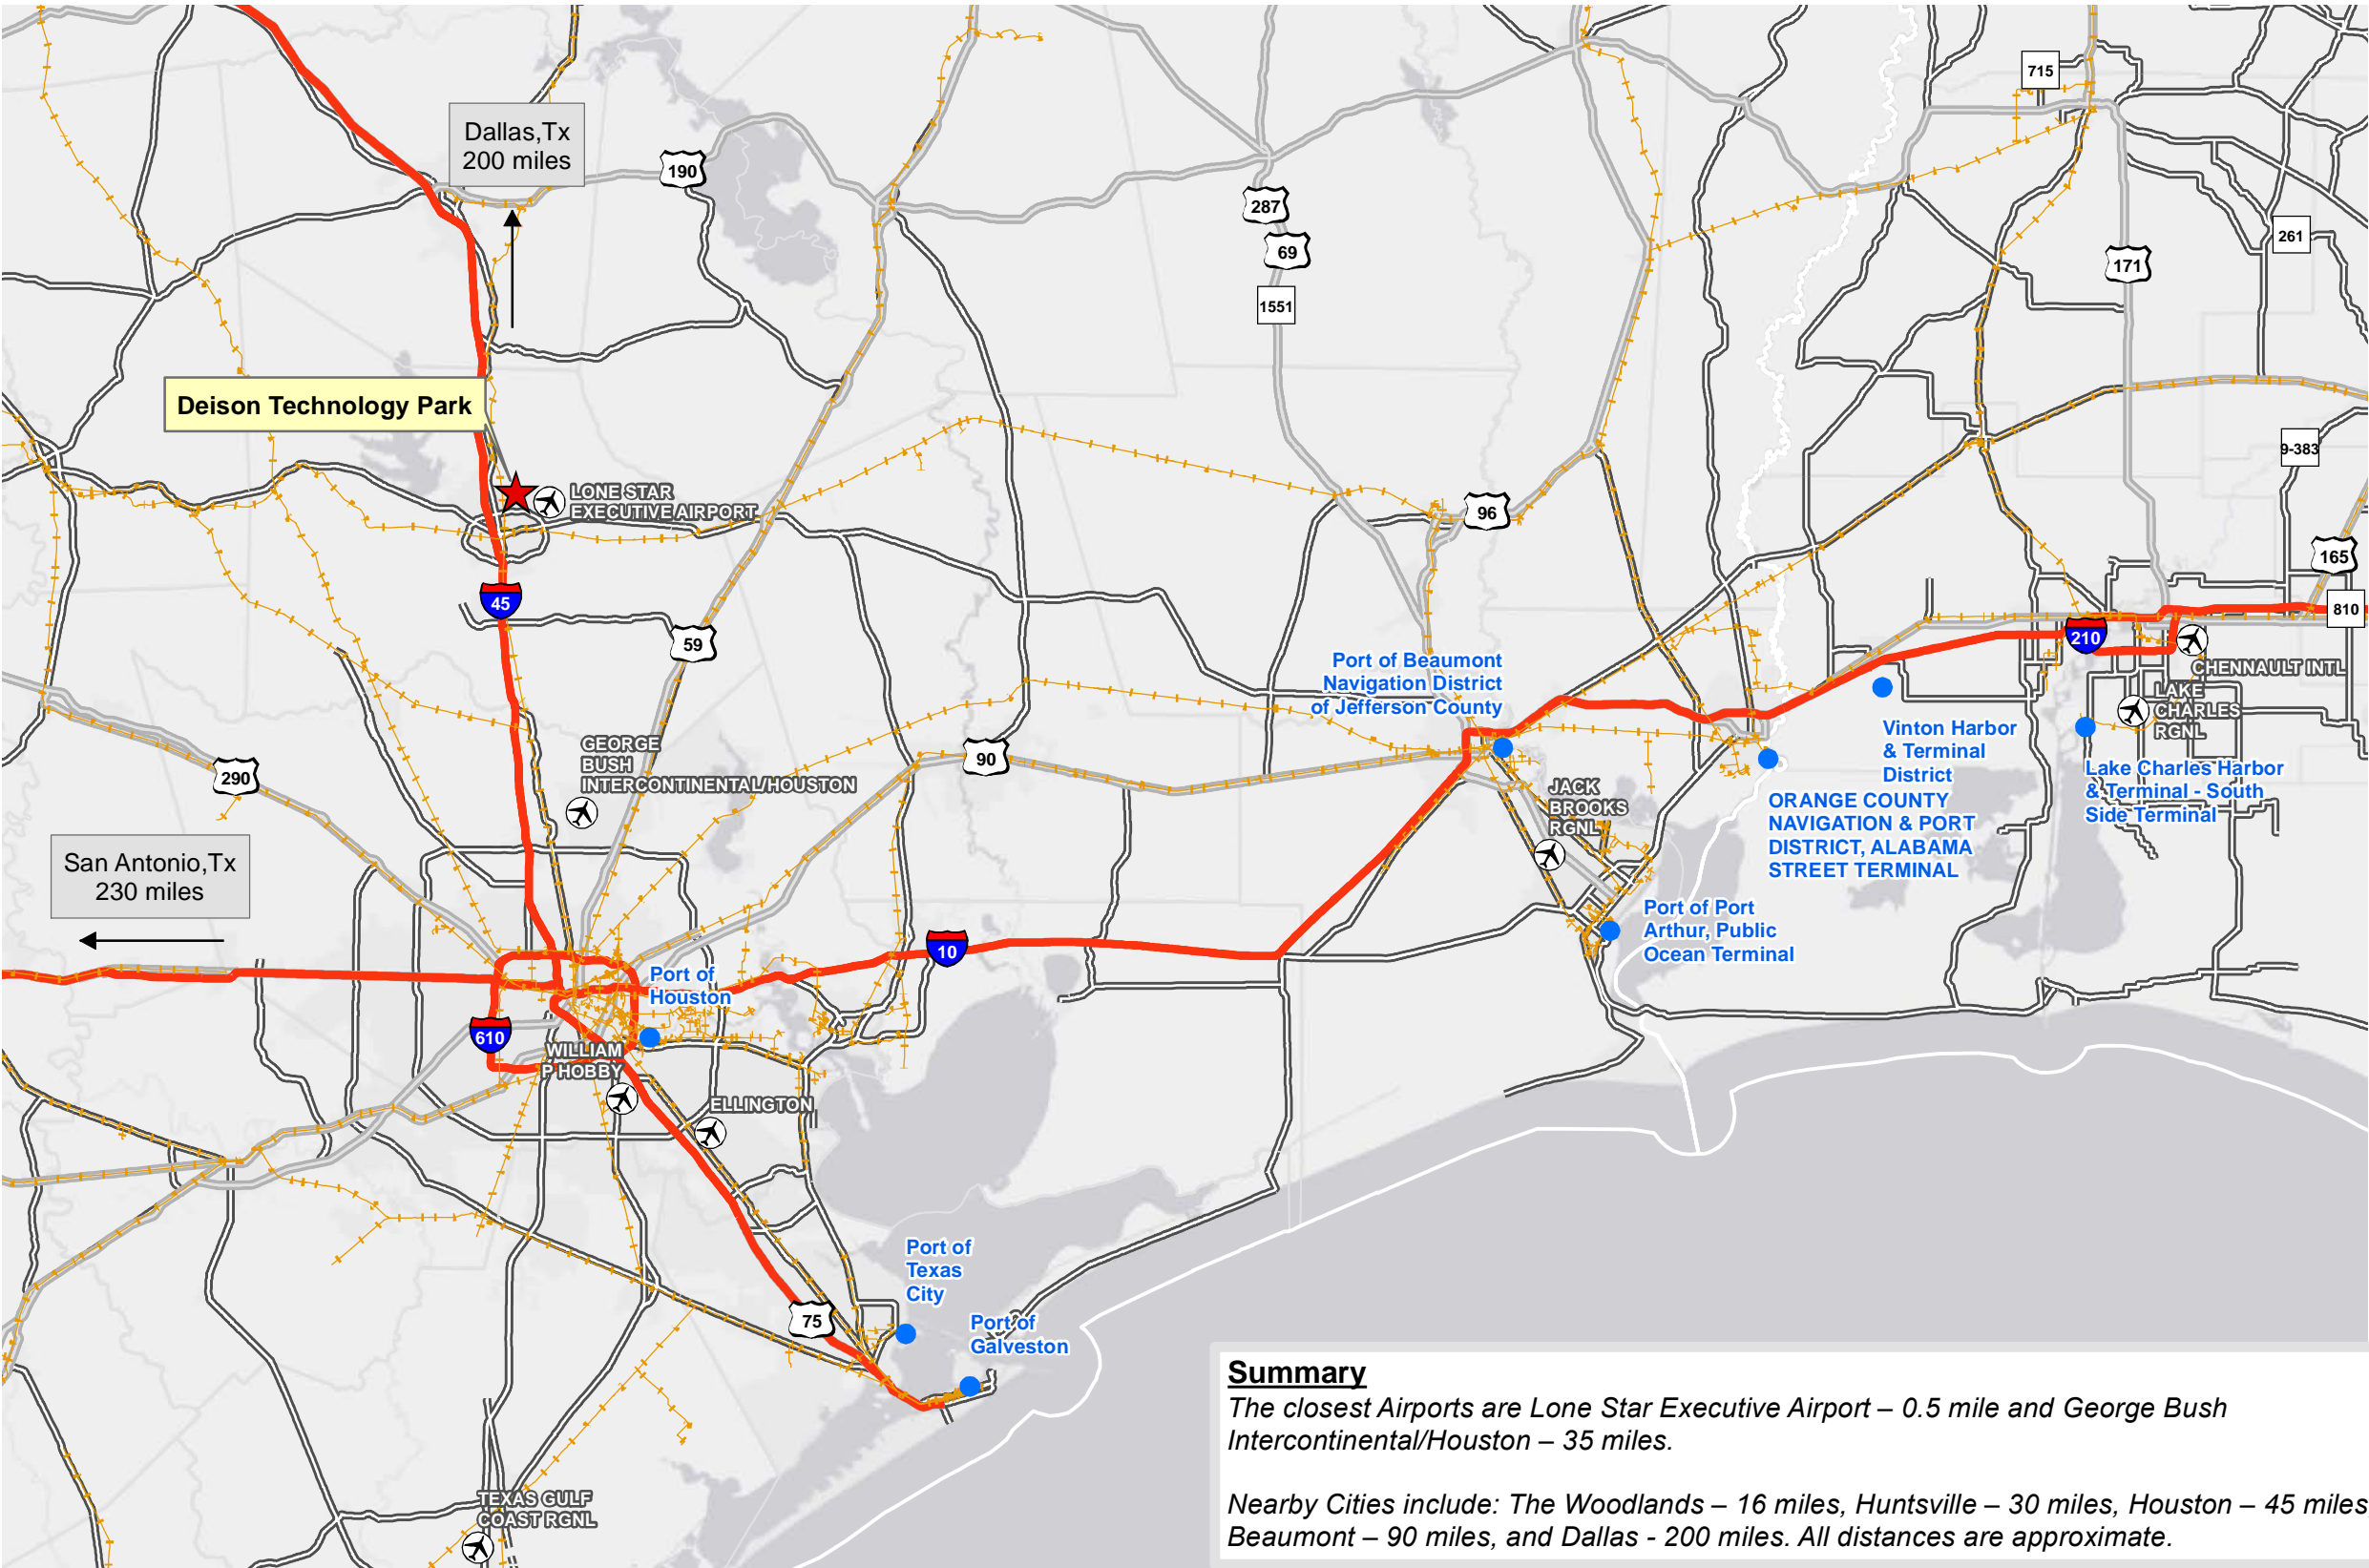 715
Dallas,Tx
200 miles
190
287
261
69
171
1551
Deison Technology Park
9-383
LONE STAR
EXECUTIVE AIRPORT
96
165
45
810
210
59
Port of Beaumont
Navigation District
of Jefferson County
CHENNAULT INTL
LAKE
CHARLES
RGNL
Vinton Harbor
& Terminal
District
GEORGE
BUSH
INTERCONTINENTAL/HOUSTON
90
290
Lake Charles Harbor
& Terminal - South
Side Terminal
JACK
BROOKS
RGNL
ORANGE COUNTY
NAVIGATION & PORT
DISTRICT, ALABAMA
STREET TERMINAL
San Antonio,Tx
230 miles
Port of Port
Arthur, Public
Ocean Terminal
10
Port of
Houston
610
WILLIAM
P HOBBY
ELLINGTON
Port of
Texas
City
75
Port of
Galveston
Summary
The closest Airports are Lone Star Executive Airport – 0.5 mile and George Bush
Intercontinental/Houston – 35 miles.
Nearby Cities include: The Woodlands – 16 miles, Huntsville – 30 miles, Houston – 45 miles,
Beaumont – 90 miles, and Dallas - 200 miles. All distances are approximate.
TEXAS GULF
COAST RGNL